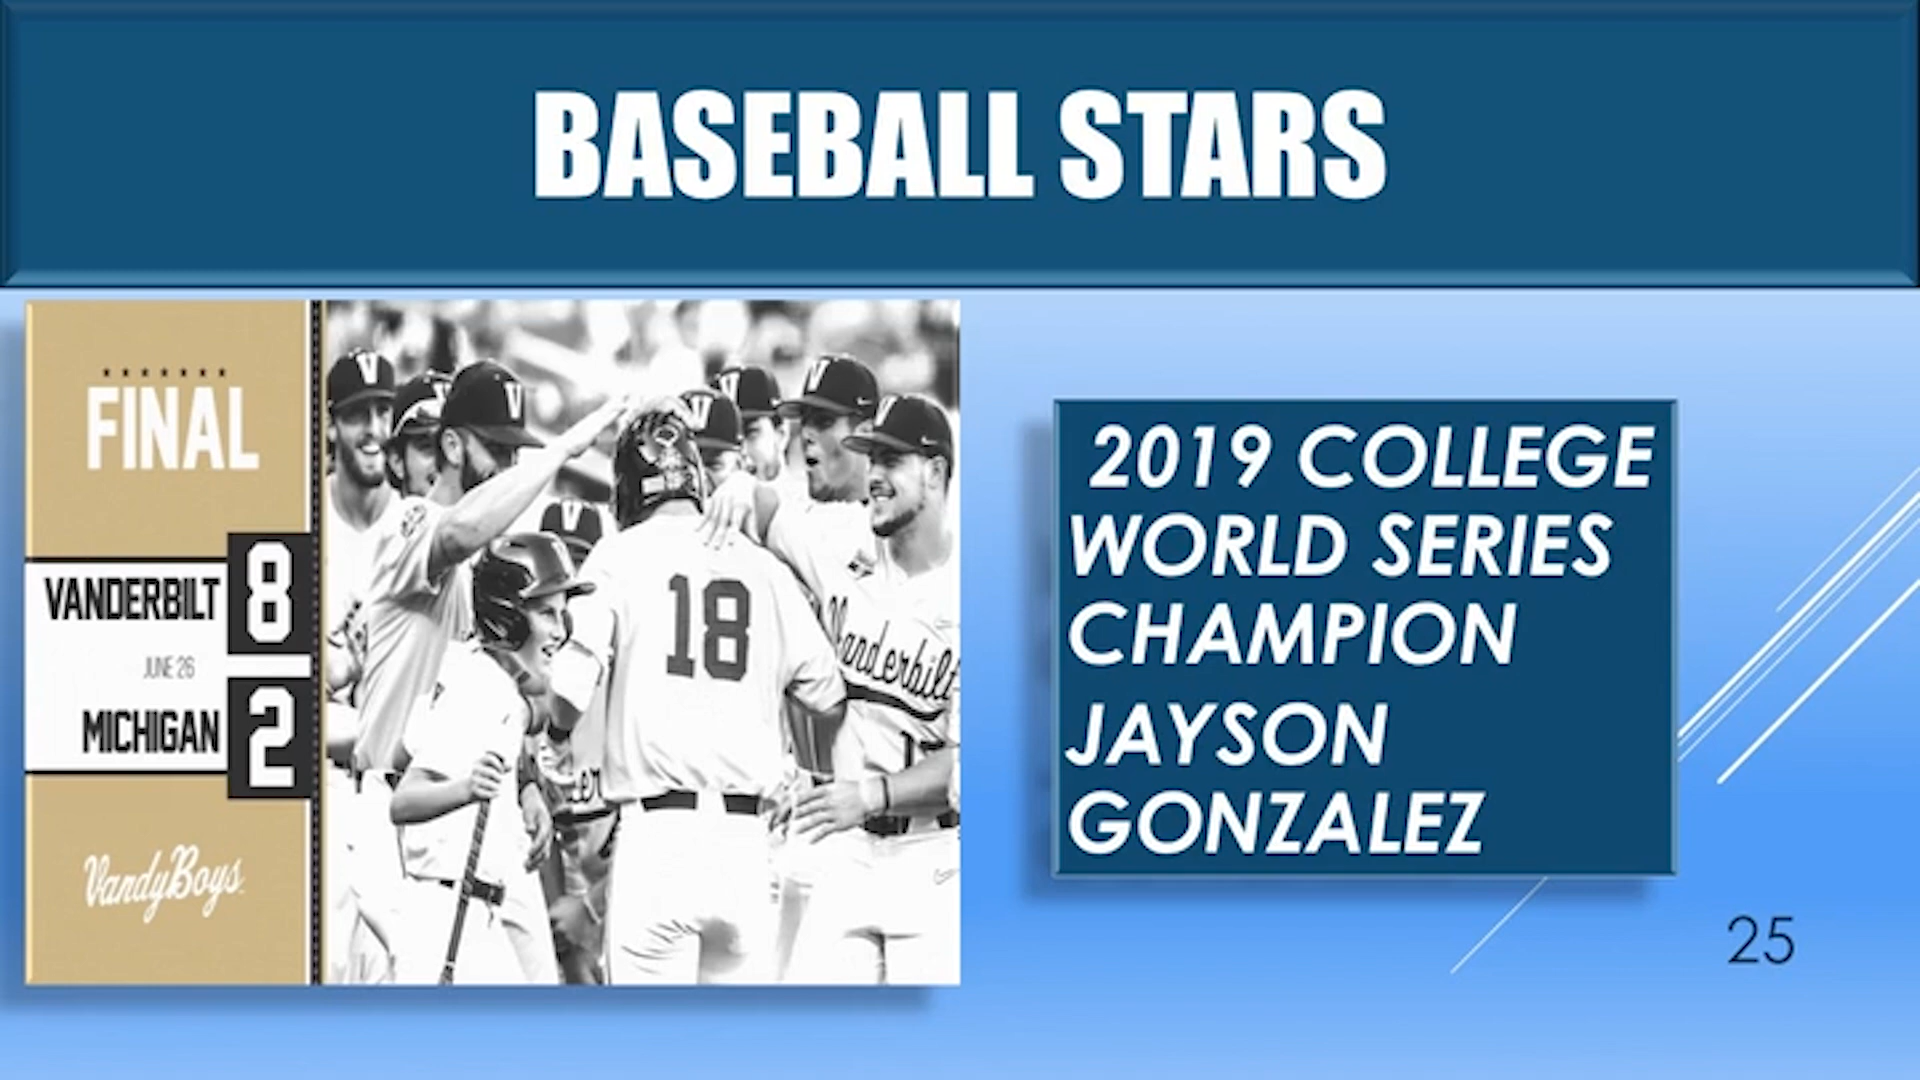 BASEBALL STARS
FINAL
VANDERBILT 8
JUNE 26
MICHIGAN 2
VandyBoys
18
Vanderbilt
2019 COLLEGE
WORLD SERIES
CHAMPION
JAYSON
GONZALEZ
25